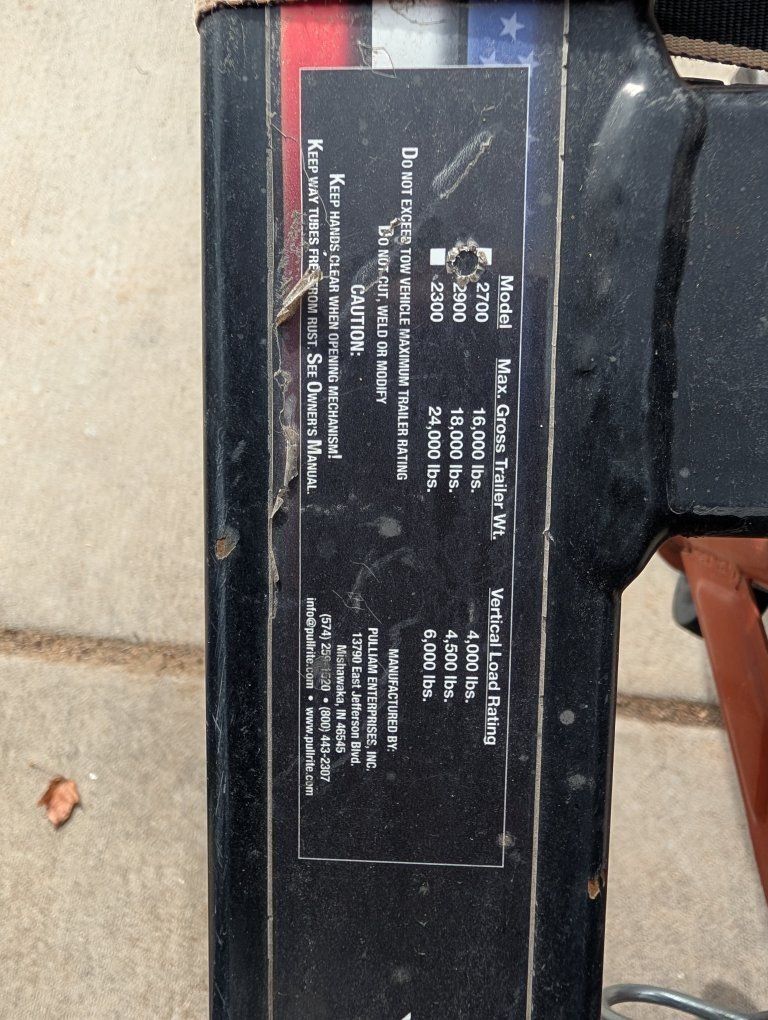 Model Max. Gross Trailer Wt. Vertical Load Rating
2700 16,000 lbs. 4,000 lbs.
2900 18,000 lbs. 4,500 lbs.
2300 24,000 lbs. 6,000 lbs.
DO NOT EXCEED TOW VEHICLE MAXIMUM TRAILER RATING
DO NOT CUT, WELD OR MODIFY
CAUTION:
KEEP HANDS CLEAR WHEN OPENING MECHANISM!
KEEP WAY TUBES FREE FROM RUST. SEE OWNER'S MANUAL.
MANUFACTURED BY:
PULLIAM ENTERPRISES, INC.
13790 East Jefferson Blvd.
Mishawaka, IN 46545
(574) 259-1520 • (800) 443-2307
info@pullrite.com • www.pullrite.com